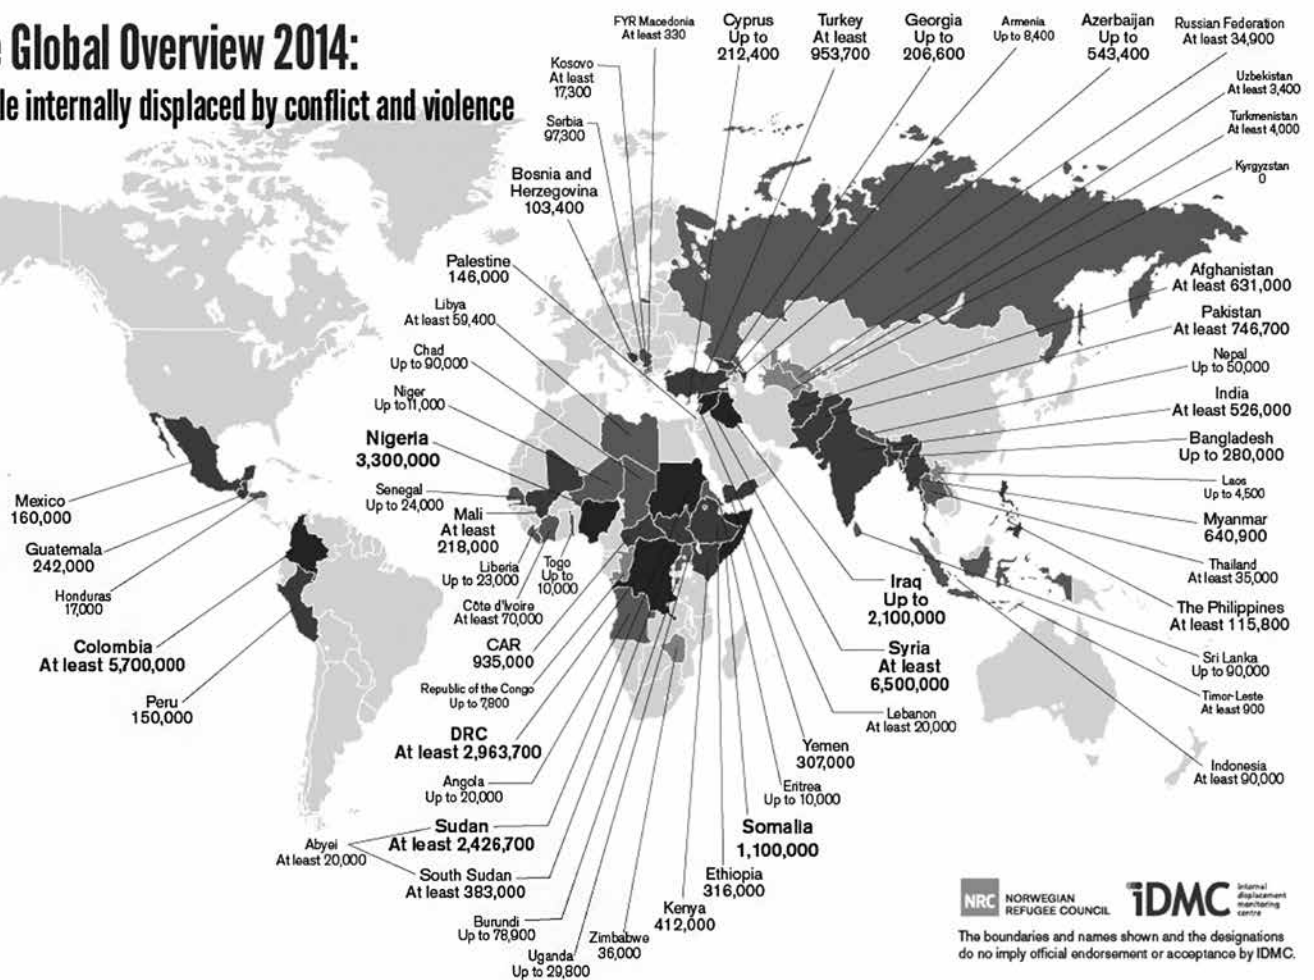 Global Overview 2014:
internally displaced by conflict and violence
FYR Macedonia
At least 330
Cyprus
Up to
212,400
Turkey
At Least
953,700
Georgia
Up to
206,600
Armenia
Up to 8,400
Azerbaijan
Up to
543,400
Russian Federation
At least 34,900
Kosovo
At least
17,300
Uzbekistan
At least 3,400
Serbia
97,300
Turkmenistan
At least 4,000
Kyrgyzstan
0
Bosnia and
Herzegovina
103,400
Palestine
146,000
Libya
At least 59,400
Chad
Up to 90,000
Niger
Up to 11,000
Nigeria
3,300,000
Senegal
Up to 24,000
Mali
At least
218,000
Liberia
Up to 23,000
Togo
Up to
10,000
Côte d'Ivoire
At least 70,000
CAR
935,000
Republic of the Congo
Up to 7,800
DRC
At least 2,963,700
Angola
Up to 20,000
Sudan
At least 2,426,700
Abyei
At least 20,000
South Sudan
At least 383,000
Burundi
Up to 78,900
Uganda
Up to 29,800
Zimbabwe
36,000
Kenya
412,000
Ethiopia
316,000
Somalia
1,100,000
Eritrea
Up to 10,000
Yemen
307,000
Lebanon
At least 20,000
Syria
At least
6,500,000
Iraq
Up to
2,100,000
Mexico
160,000
Guatemala
242,000
Honduras
17,000
Colombia
At least 5,700,000
Peru
150,000
Afghanistan
At least 631,000
Pakistan
At least 746,700
Nepal
Up to 50,000
India
At least 526,000
Bangladesh
Up to 280,000
Laos
Up to 4,500
Myanmar
640,900
Thailand
At least 35,000
The Philippines
At least 115,800
Sri Lanka
Up to 90,000
Timor-Leste
At least 900
Indonesia
At least 90,000
NRC
NORWEGIAN
REFUGEE COUNCIL
iDMC
internal
displacement
monitoring
centre
The boundaries and names shown and the designations
do no imply official endorsement or acceptance by IDMC.